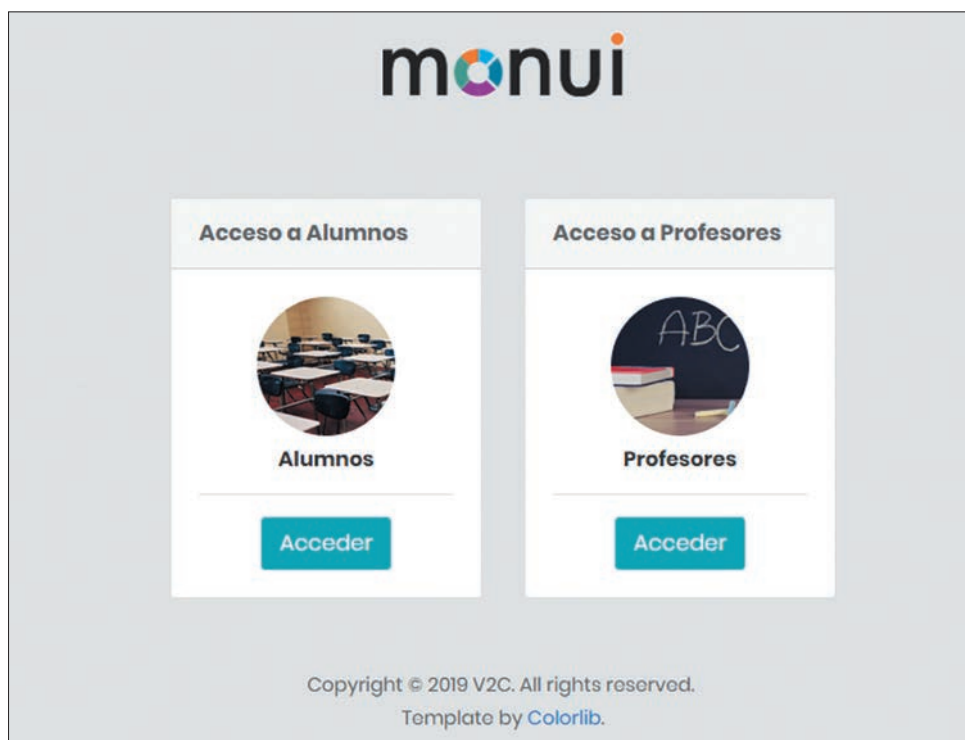 monui
Acceso a Alumnos
Acceso a Profesores
ABC
Alumnos
Profesores
Acceder
Acceder
Copyright © 2019 V2C. All rights reserved.
Template by Colorlib.